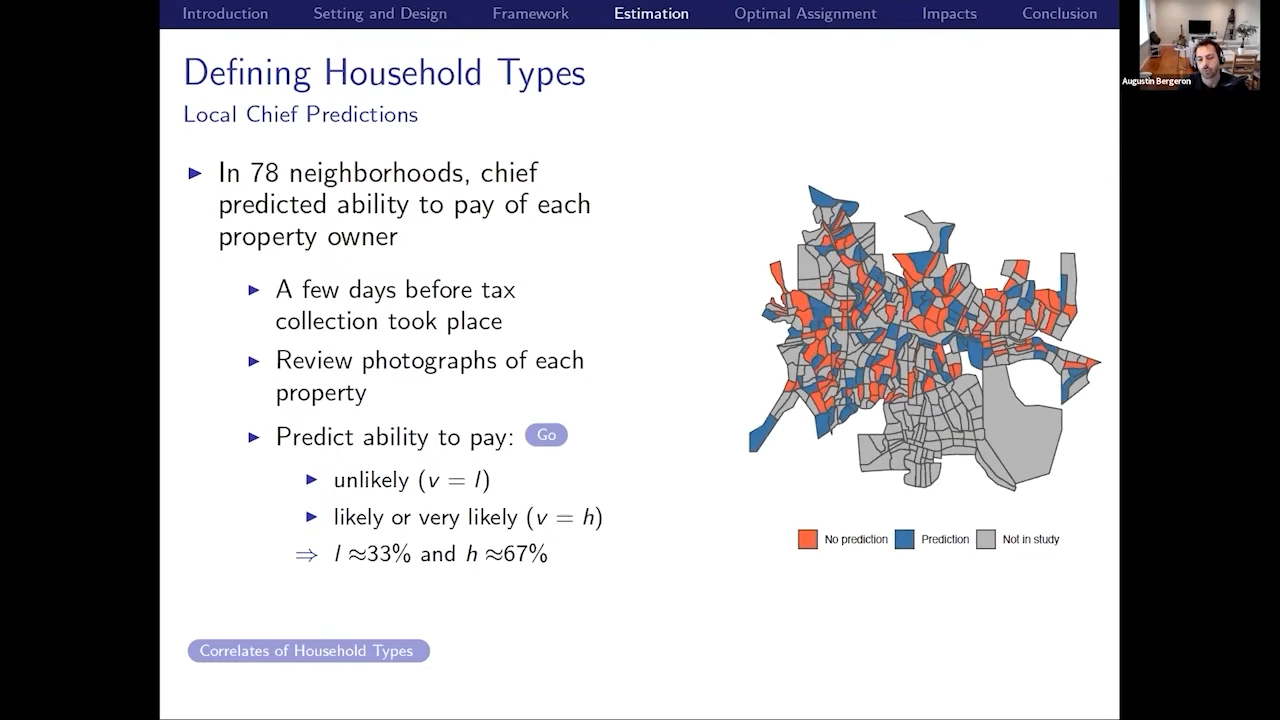 Introduction Setting and Design Framework Estimation Optimal Assignment Impacts Conclusion
Augustin Bergeron
Defining Household Types
Local Chief Predictions
▶ In 78 neighborhoods, chief
predicted ability to pay of each
property owner
▶ A few days before tax
collection took place
▶ Review photographs of each
property
▶ Predict ability to pay: Go
▶ unlikely (v = l)
▶ likely or very likely (v = h)
⇒ l ≈33% and h ≈67%
No prediction Prediction Not in study
Correlates of Household Types